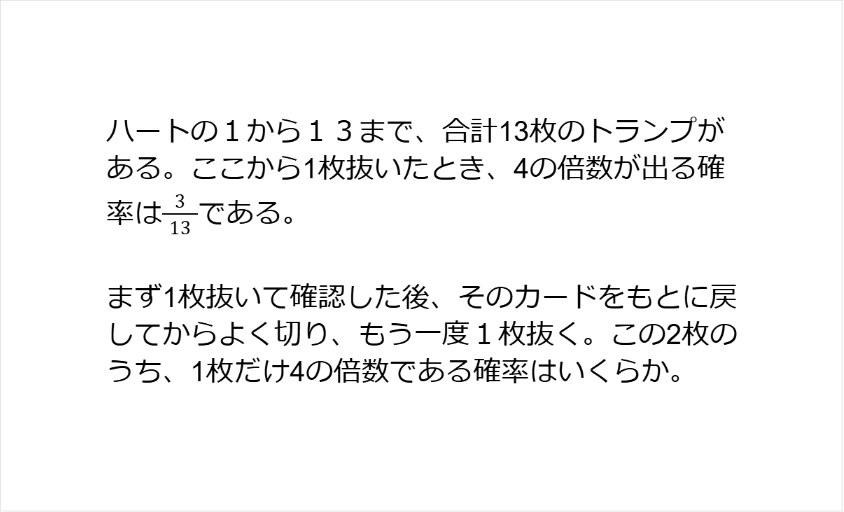 ハートの１から１３まで、合計13枚のトランプが
ある。ここから1枚抜いたとき、4の倍数が出る確
率は3/13である。
まず1枚抜いて確認した後、そのカードをもとに戻
してからよく切り、もう一度１枚抜く。この2枚の
うち、1枚だけ4の倍数である確率はいくらか。